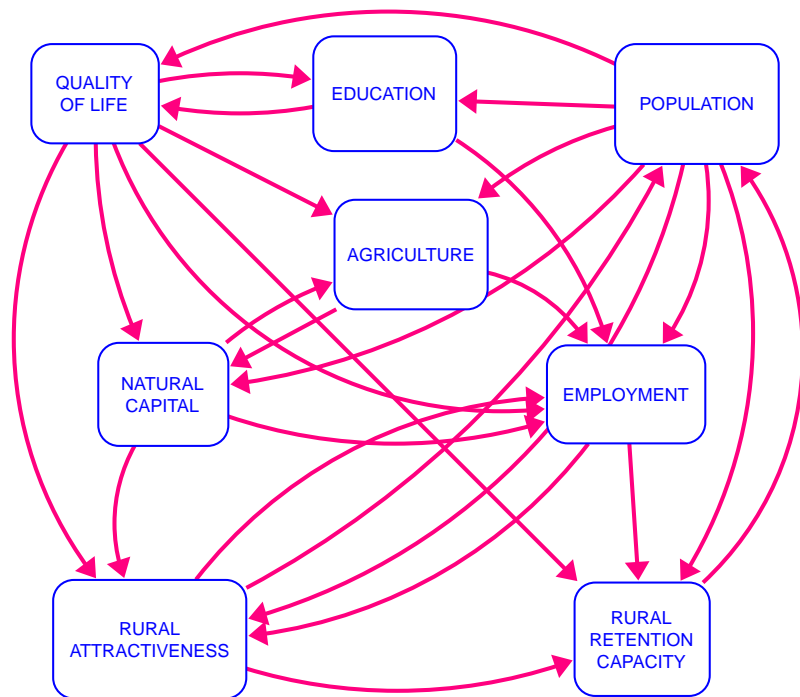 QUALITY
OF LIFE
EDUCATION
POPULATION
AGRICULTURE
NATURAL
CAPITAL
EMPLOYMENT
RURAL
ATTRACTIVENESS
RURAL
RETENTION
CAPACITY